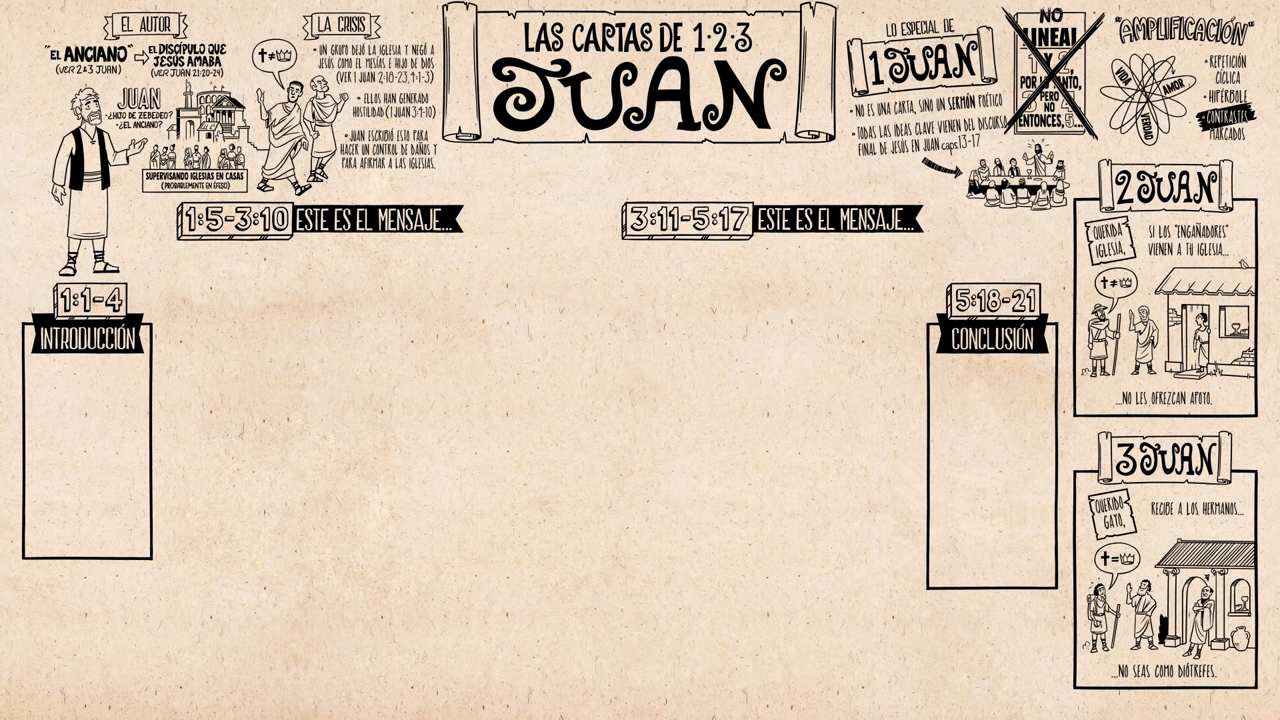 EL AUTOR
"EL ANCIANO"
(VER 2 & 3 JUAN)
EL DISCÍPULO QUE
JESÚS AMABA
(VER JUAN 21:20-24)
JUAN
• ¿HIJO DE ZEBEDEO?
• ¿EL ANCIANO?
SUPERVISANDO IGLESIAS EN CASAS
(PROBABLEMENTE EN ÉFESO)
LA CRISIS
• UN GRUPO DEJÓ LA IGLESIA Y NEGÓ A
JESÚS COMO EL MESÍAS E HIJO DE DIOS
(VER 1 JUAN 2:18-23, 4:1-3)
• ELLOS HAN GENERADO
HOSTILIDAD (1 JUAN 3:4-10)
• JUAN ESCRIBIÓ ESTO PARA
HACER UN CONTROL DE DAÑOS Y
PARA AFIRMAR A LAS IGLESIAS.
LAS CARTAS DE 1·2·3
JUAN
LO ESPECIAL DE
1 JUAN
• NO ES UNA CARTA, SINO UN SERMÓN POÉTICO
• TODAS LAS IDEAS CLAVE VIENEN DEL DISCURSO
FINAL DE JESÚS EN JUAN caps.13-17
NO
LINEAL
POR LO TANTO,
PERO
NO
ENTONCES, 5...
"AMPLIFICACIÓN"
VIDA
AMOR
VERDAD
• REPETICIÓN
CÍCLICA
• HIPÉRBOLE
• CONTRASTES
MARCADOS
1:5-3:10 ESTE ES EL MENSAJE...
3:11-5:17 ESTE ES EL MENSAJE...
1:1-4
INTRODUCCIÓN
5:18-21
CONCLUSIÓN
2 JUAN
QUERIDA
IGLESIA,
SI LOS "ENGAÑADORES"
VIENEN A TU IGLESIA...
...NO LES OFREZCAN APOYO.
3 JUAN
QUERIDO
GAYO,
RECIBE A LOS HERMANOS...
...NO SEAS COMO DIÓTREFES.